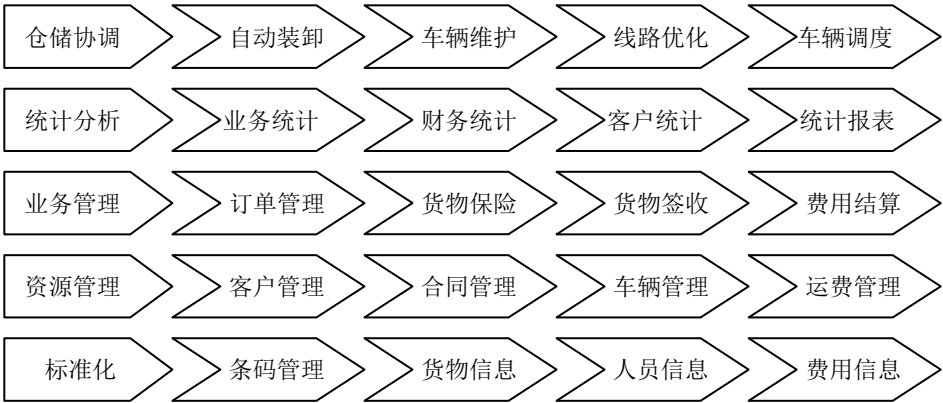 仓储协调 自动装卸 车辆维护 线路优化 车辆调度
统计分析 业务统计 财务统计 客户统计 统计报表
业务管理 订单管理 货物保险 货物签收 费用结算
资源管理 客户管理 合同管理 车辆管理 运费管理
标准化 条码管理 货物信息 人员信息 费用信息